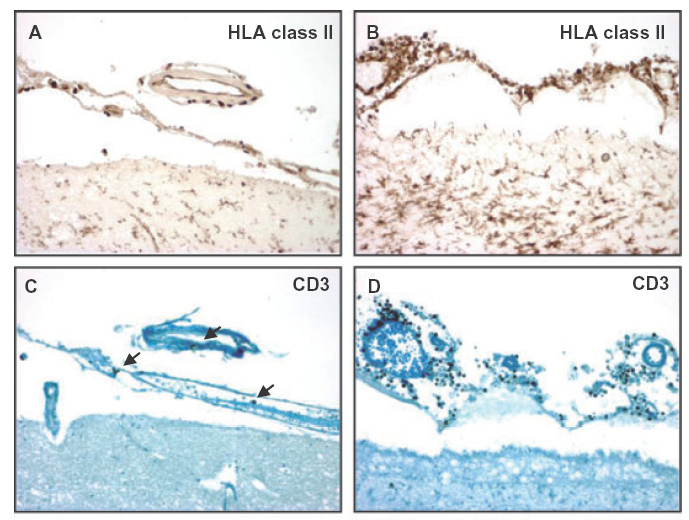 A HLA class II
B HLA class II
C CD3
D CD3